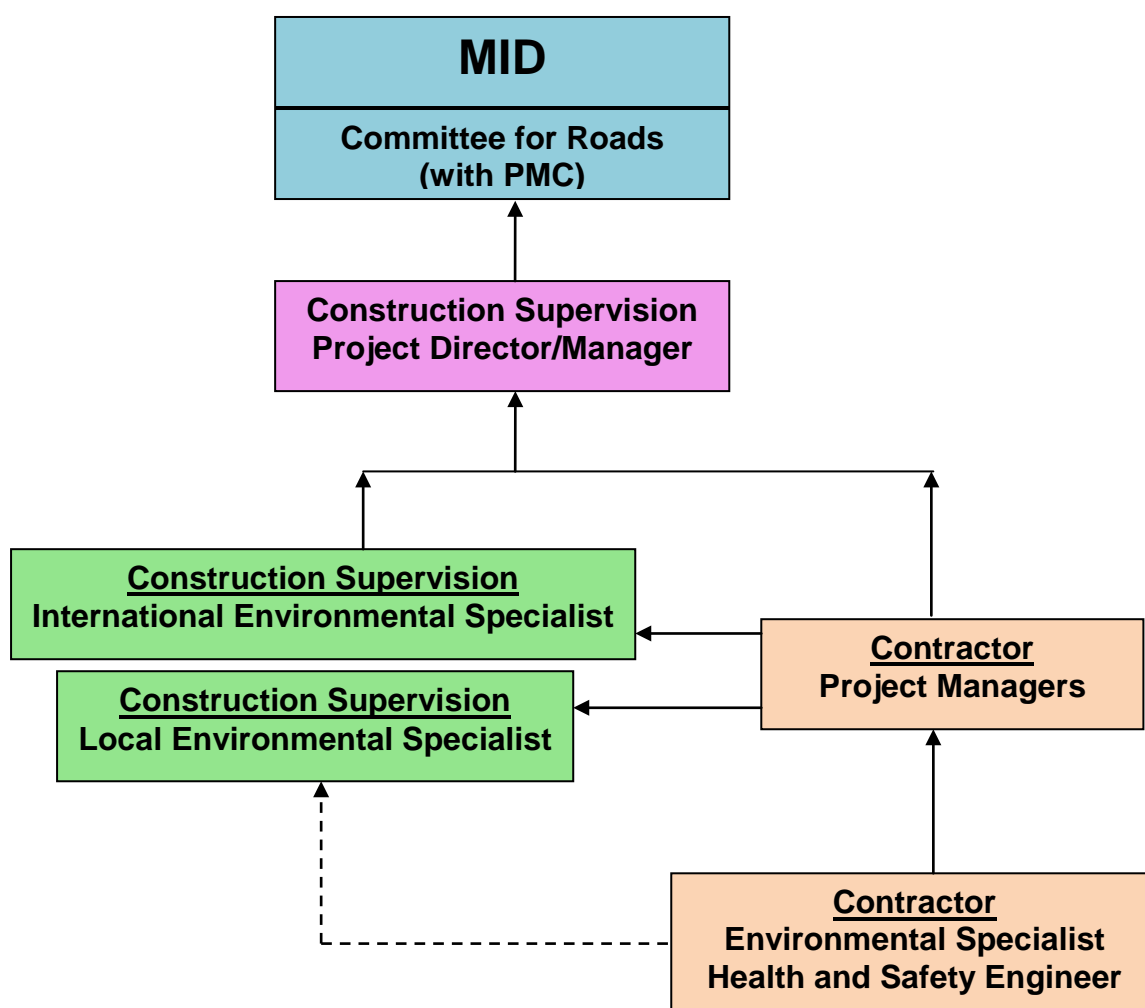 MID
Committee for Roads
(with PMC)
Construction Supervision
Project Director/Manager
Construction Supervision
International Environmental Specialist
Contractor
Project Managers
Construction Supervision
Local Environmental Specialist
Contractor
Environmental Specialist
Health and Safety Engineer